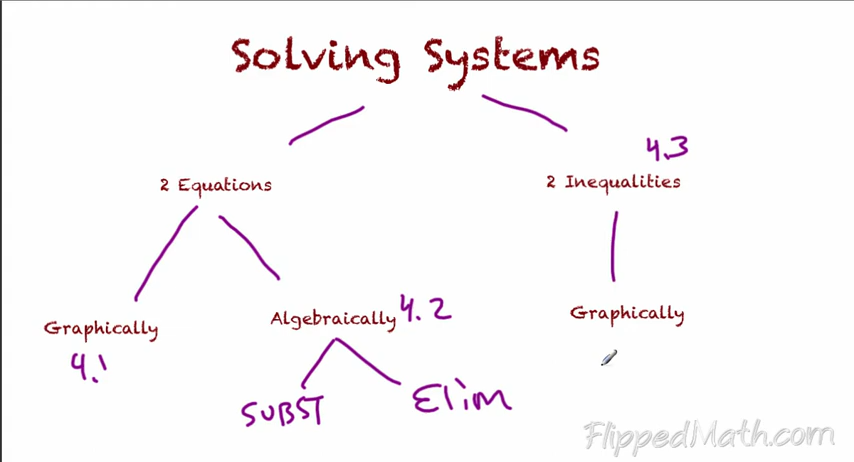 Solving Systems
4.3
2 Equations
2 Inequalities
Graphically
Algebraically 4.2
Graphically
4.1
SUBST
Elim
FlippedMath.com